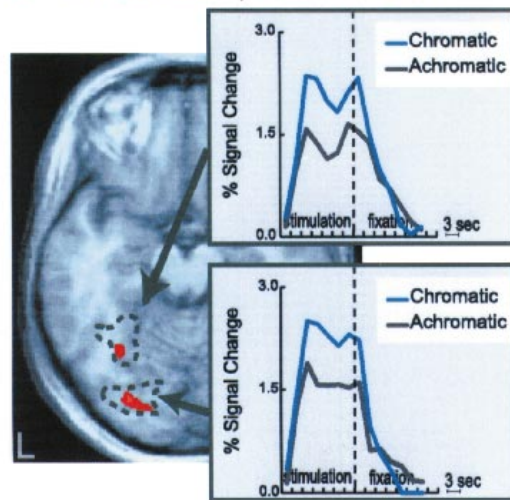 3.0
Chromatic
Achromatic
% Signal Change
1.5
0.0
stimulation fixation 3 sec
3.0
Chromatic
Achromatic
% Signal Change
1.5
0.0
stimulation fixation 3 sec
L